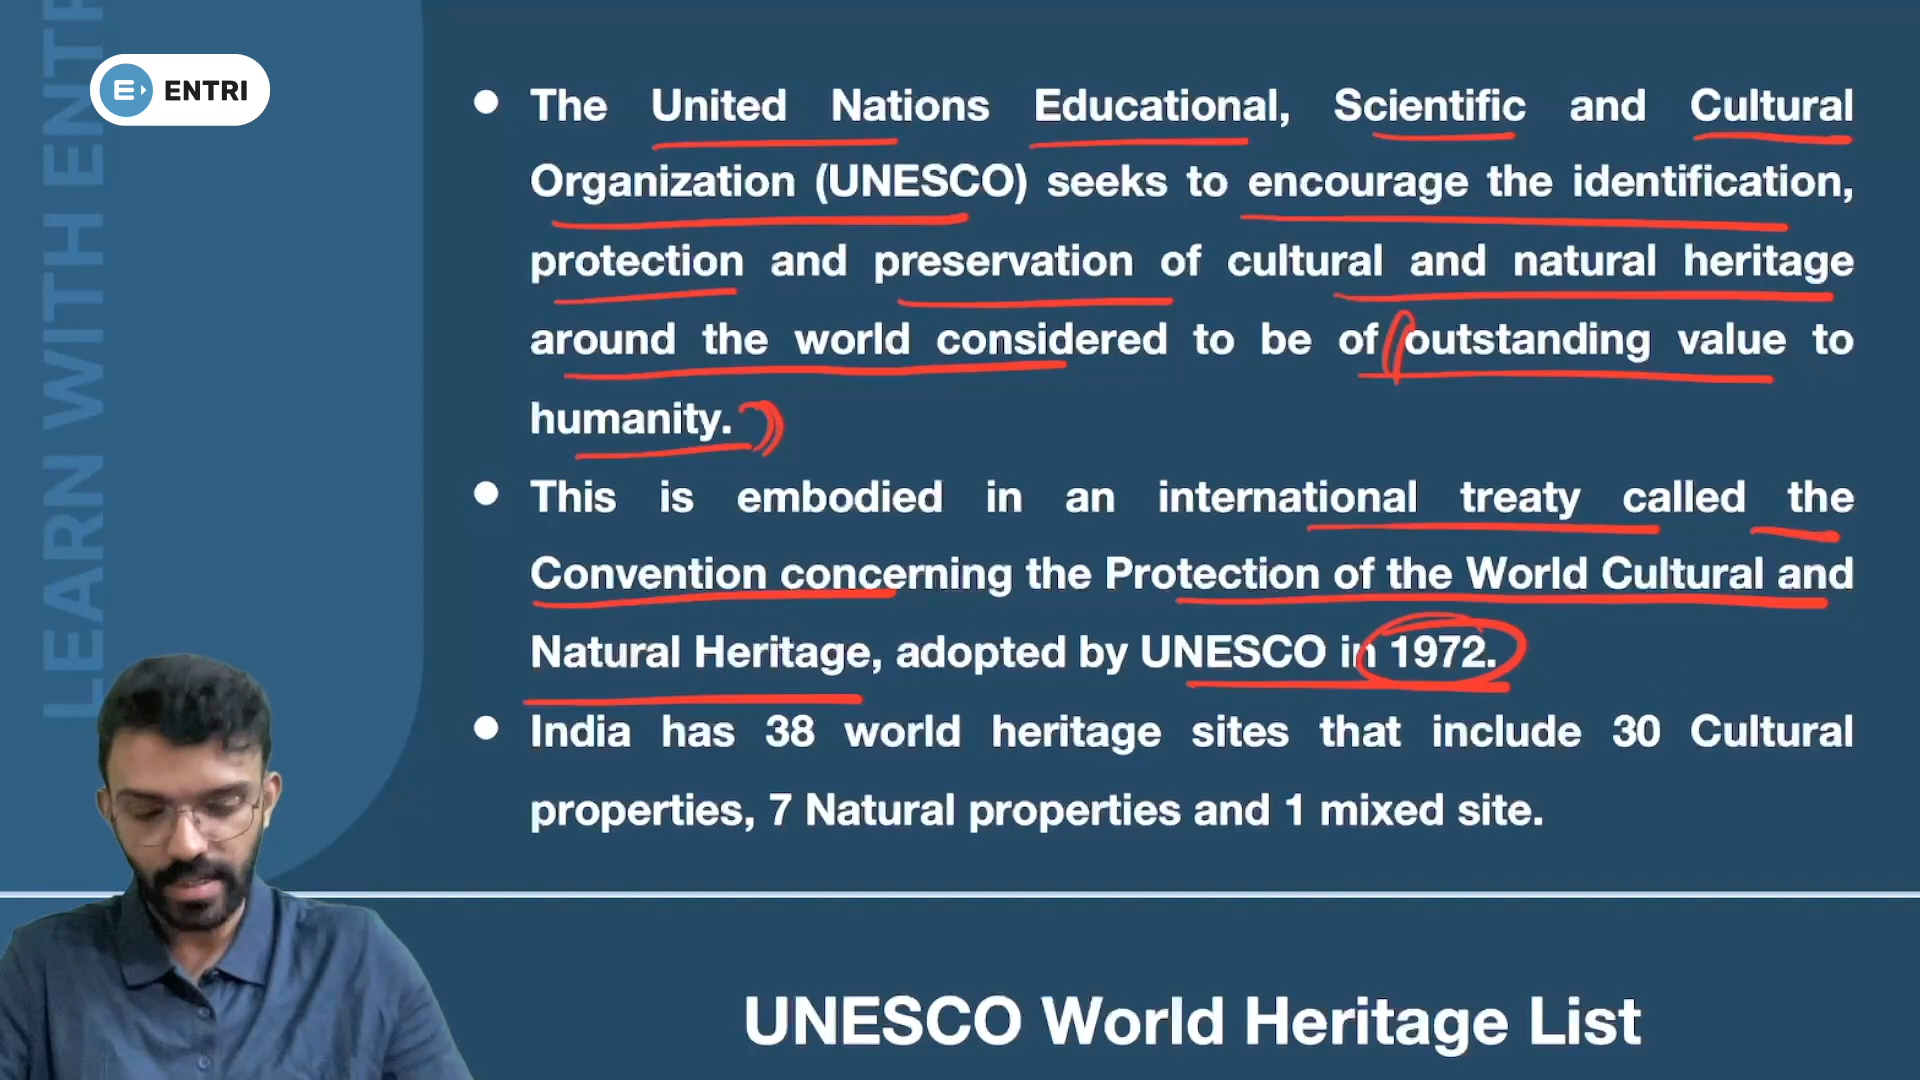 LEARN WITH ENTR
ENTRI
The United Nations Educational, Scientific and Cultural
Organization (UNESCO) seeks to encourage the identification,
protection and preservation of cultural and natural heritage
around the world considered to be of outstanding value to
humanity.
This is embodied in an international treaty called the
Convention concerning the Protection of the World Cultural and
Natural Heritage, adopted by UNESCO in 1972.
India has 38 world heritage sites that include 30 Cultural
properties, 7 Natural properties and 1 mixed site.
UNESCO World Heritage List